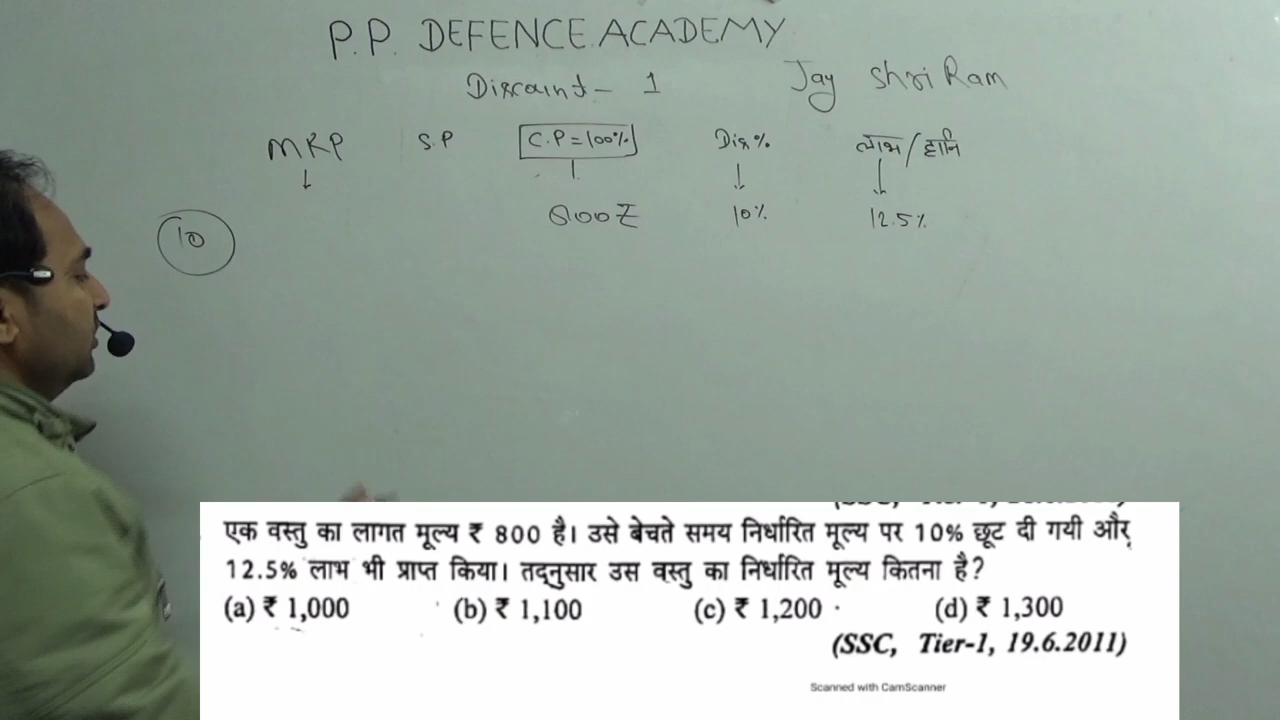 P.P. DEFENCE ACADEMY
Discount - 1 Jay Shri Ram
MRP S.P C.P = 100% Dis% लाभ/हानि
800₹ 10% 12.5%
10
एक वस्तु का लागत मूल्य ₹ 800 है। उसे बेचते समय निर्धारित मूल्य पर 10% छूट दी गयी और
12.5% लाभ भी प्राप्त किया। तद्नुसार उस वस्तु का निर्धारित मूल्य कितना है?
(a) ₹ 1,000 (b) ₹ 1,100 (c) ₹ 1,200 (d) ₹ 1,300
(SSC, Tier-1, 19.6.2011)
Scanned with CamScanner